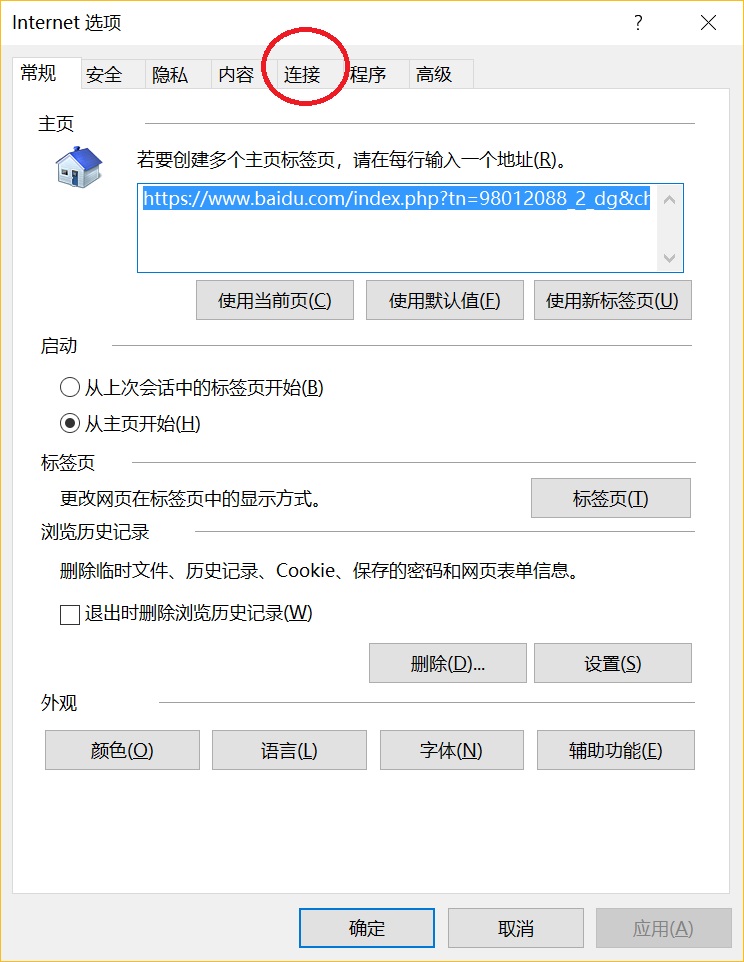 Internet 选项 ?
常规 安全 隐私 内容 连接 程序 高级
主页
若要创建多个主页标签页，请在每行输入一个地址(R)。
https://www.baidu.com/index.php?tn=98012088_2_dg&ch
使用当前页(C) 使用默认值(F) 使用新标签页(U)
启动
从上次会话中的标签页开始(B)
从主页开始(H)
标签页
更改网页在标签页中的显示方式。 标签页(T)
浏览历史记录
删除临时文件、历史记录、Cookie、保存的密码和网页表单信息。
退出时删除浏览历史记录(W)
删除(D)... 设置(S)
外观
颜色(O) 语言(L) 字体(N) 辅助功能(E)
确定 取消 应用(A)